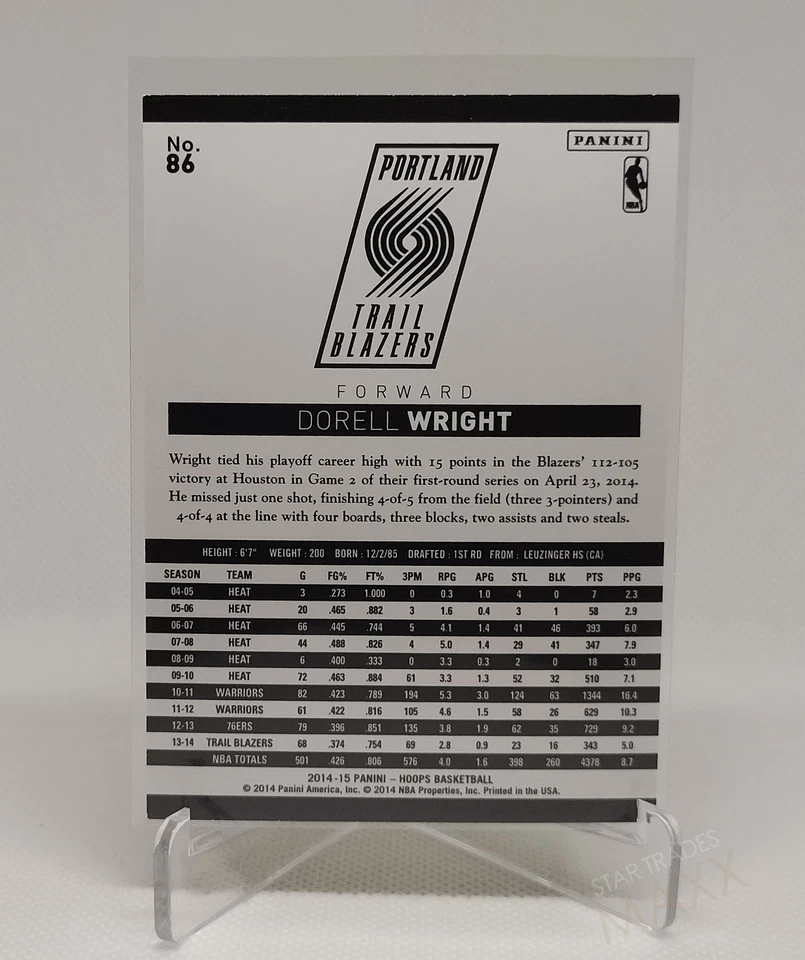 No.
86
PANINI
NBA
PORTLAND
TRAIL
BLAZERS
FORWARD
DORELL WRIGHT
Wright tied his playoff career high with 15 points in the Blazers' 112-105
victory at Houston in Game 2 of their first-round series on April 23, 2014.
He missed just one shot, finishing 4-of-5 from the field (three 3-pointers) and
4-of-4 at the line with four boards, three blocks, two assists and two steals.
HEIGHT : 6'7" WEIGHT : 200 BORN : 12/2/85 DRAFTED : 1ST RD FROM : LEUZINGER HS (CA)
SEASON TEAM G FG% FT% 3PM RPG APG STL BLK PTS PPG
04-05 HEAT 3 .273 1.000 0 0.3 1.0 4 0 7 2.3
05-06 HEAT 20 .465 .882 3 1.6 0.4 3 1 58 2.9
06-07 HEAT 66 .445 .744 5 4.1 1.4 41 46 393 6.0
07-08 HEAT 44 .488 .826 4 5.0 1.4 29 41 347 7.9
08-09 HEAT 6 .400 .333 0 3.3 0.3 2 0 18 3.0
09-10 HEAT 72 .463 .884 61 3.3 1.3 52 32 510 7.1
10-11 WARRIORS 82 .423 .789 194 5.3 3.0 124 63 1344 16.4
11-12 WARRIORS 61 .422 .816 105 4.6 1.5 58 26 629 10.3
12-13 76ERS 79 .396 .851 135 3.8 1.9 62 35 729 9.2
13-14 TRAIL BLAZERS 68 .374 .754 69 2.8 0.9 23 16 343 5.0
NBA TOTALS 501 .426 .806 576 4.0 1.6 398 260 4378 8.7
2014-15 PANINI - HOOPS BASKETBALL
© 2014 Panini America, Inc. © 2014 NBA Properties, Inc. Printed in the USA.
STAR TRADES
MAXX